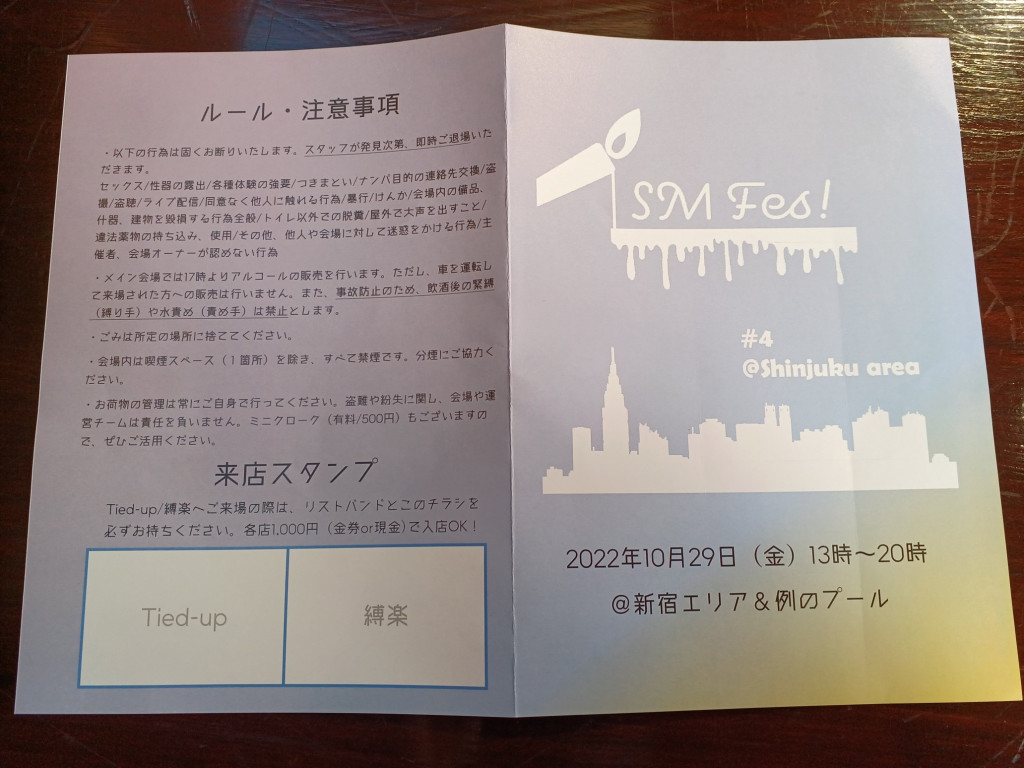 ルール・注意事項
・以下の行為は固くお断りいたします。スタッフが発見次第、即時ご退場いた
だきます。
セックス/性器の露出/各種体験の強要/つきまとい/ナンパ目的の連絡先交換/盗
撮/盗聴/ライブ配信/同意なく他人に触れる行為/暴行/けんか/会場内の備品、
什器、建物を毀損する行為全般/トイレ以外での脱糞/屋外で大声を出すこと/
違法薬物の持ち込み、使用/その他、他人や会場に対して迷惑をかける行為/主
催者、会場オーナーが認めない行為
・メイン会場では17時よりアルコールの販売を行います。ただし、車を運転し
て来場された方への販売は行いません。また、事故防止のため、飲酒後の緊縛
（縛り手）や水責め（責め手）は禁止とします。
・ごみは所定の場所に捨ててください。
・会場内は喫煙スペース（１箇所）を除き、すべて禁煙です。分煙にご協力く
ださい。
・お荷物の管理は常にご自身で行ってください。盗難や紛失に関し、会場や運
営チームは責任を負いません。ミニクローク（有料/500円）もございますの
で、ぜひご活用ください。
来店スタンプ
Tied-up/縛楽へご来場の際は、リストバンドとこのチラシを
必ずお持ちください。各店1,000円（金券or現金）で入店OK！
Tied-up
縛楽
SM Fes!
#4
@Shinjuku area
2022年10月29日（金）13時〜20時
@新宿エリア＆例のプール